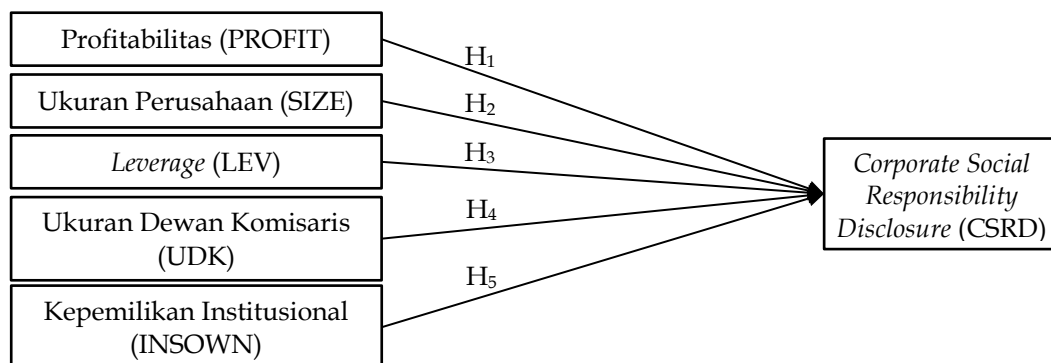 Profitabilitas (PROFIT)
H₁
Ukuran Perusahaan (SIZE)
H₂
Leverage (LEV)
H₃
Ukuran Dewan Komisaris
(UDK)
H₄
Kepemilikan Institusional
(INSOWN)
H₅
Corporate Social
Responsibility
Disclosure (CSRD)